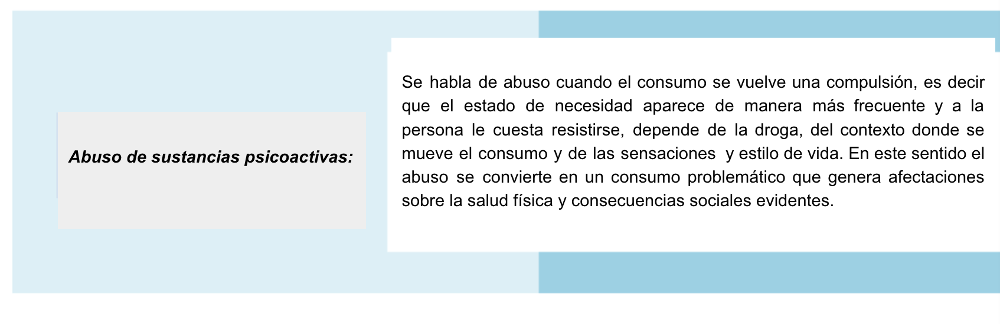 Abuso de sustancias psicoactivas:
Se habla de abuso cuando el consumo se vuelve una compulsión, es decir
que el estado de necesidad aparece de manera más frecuente y a la
persona le cuesta resistirse, depende de la droga, del contexto donde se
mueve el consumo y de las sensaciones  y estilo de vida. En este sentido el
abuso se convierte en un consumo problemático que genera afectaciones
sobre la salud física y consecuencias sociales evidentes.